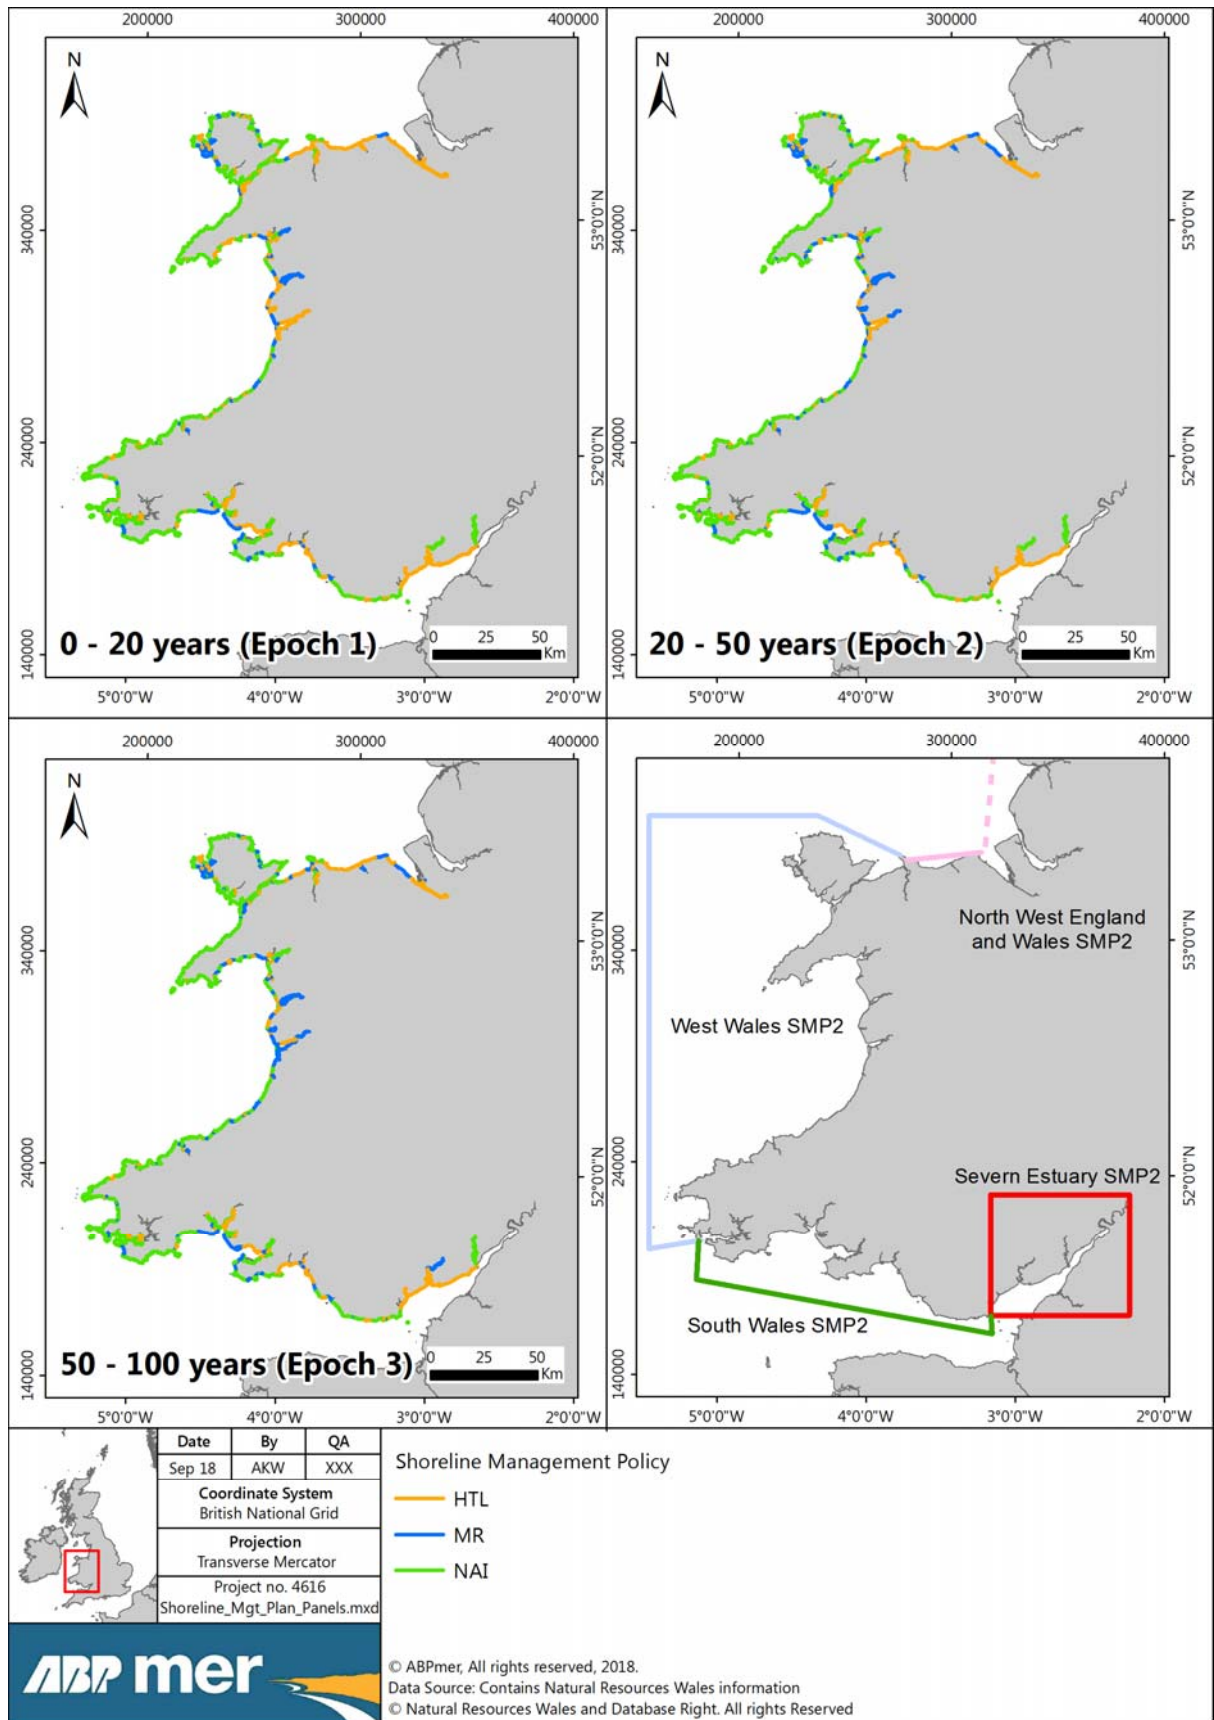 200000 300000 400000
200000 300000 400000
N
N
340000
53°0'0"N
340000
53°0'0"N
240000
52°0'0"N
240000
52°0'0"N
140000
140000
0 - 20 years (Epoch 1)
0 25 50
Km
20 - 50 years (Epoch 2)
0 25 50
Km
5°0'0"W 4°0'0"W 3°0'0"W 2°0'0"W
5°0'0"W 4°0'0"W 3°0'0"W 2°0'0"W
200000 300000 400000
200000 300000 400000
N
340000
53°0'0"N
340000
53°0'0"N
North West England
and Wales SMP2
West Wales SMP2
240000
52°0'0"N
240000
52°0'0"N
Severn Estuary SMP2
South Wales SMP2
140000
140000
50 - 100 years (Epoch 3)
0 25 50
Km
5°0'0"W 4°0'0"W 3°0'0"W 2°0'0"W
5°0'0"W 4°0'0"W 3°0'0"W 2°0'0"W
Date By QA
Sep 18 AKW XXX
Coordinate System
British National Grid
Projection
Transverse Mercator
Project no. 4616
Shoreline_Mgt_Plan_Panels.mxd
Shoreline Management Policy
HTL
MR
NAI
ABPmer
© ABPmer, All rights reserved, 2018.
Data Source: Contains Natural Resources Wales information
© Natural Resources Wales and Database Right. All rights Reserved